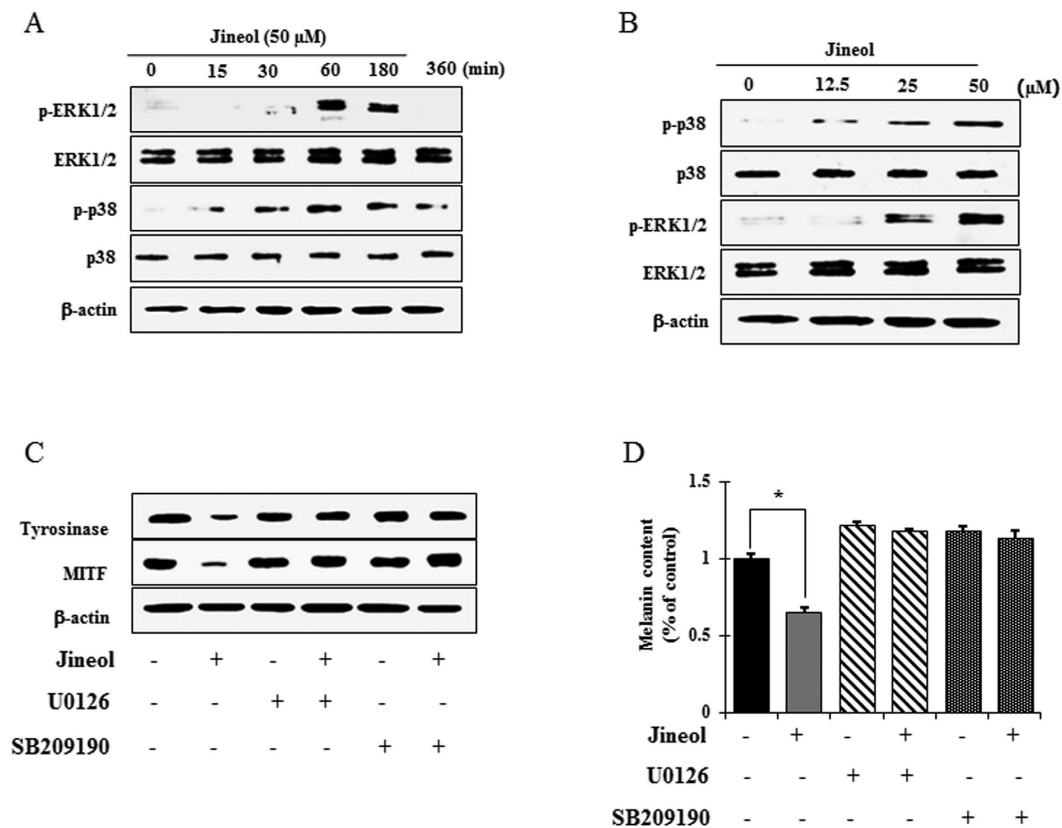 A
Jineol (50 μM)
0 15 30 60 180 360 (min)
p-ERK1/2
ERK1/2
p-p38
p38
β-actin
B
Jineol
0 12.5 25 50 (μM)
p-p38
p38
p-ERK1/2
ERK1/2
β-actin
C
Tyrosinase
MITF
β-actin
Jineol - + - + - +
U0126 - - + + - -
SB209190 - - - - + +
D
Melanin content
(% of control)
1.5
1
0.5
0
*
Jineol - + - + - +
U0126 - - + + - -
SB209190 - - - - + +